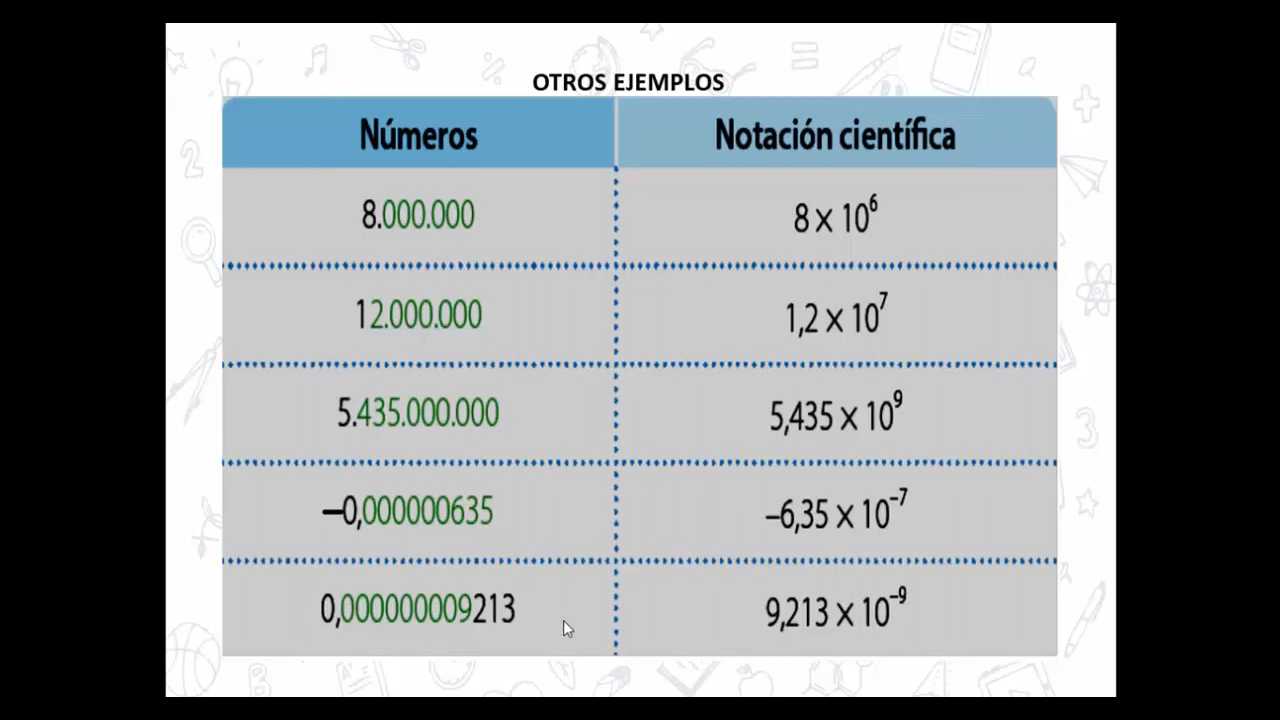 OTROS EJEMPLOS
Números Notación científica
8.000.000 8 x 10⁶
12.000.000 1,2 x 10⁷
5.435.000.000 5,435 x 10⁹
–0,000000635 –6,35 x 10⁻⁷
0,000000009213 9,213 x 10⁻⁹